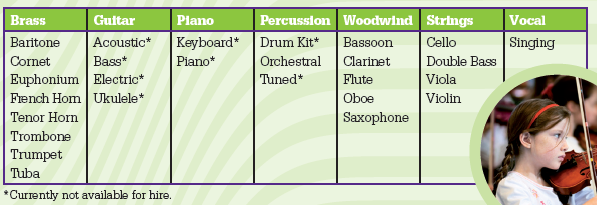 Brass Guitar Piano Percussion Woodwind Strings Vocal
Baritone Acoustic* Keyboard* Drum Kit* Bassoon Cello Singing
Cornet Bass* Piano* Orchestral Clarinet Double Bass
Euphonium Electric* Tuned* Flute Viola
French Horn Ukulele* Oboe Violin
Tenor Horn Saxophone
Trombone
Trumpet
Tuba
*Currently not available for hire.